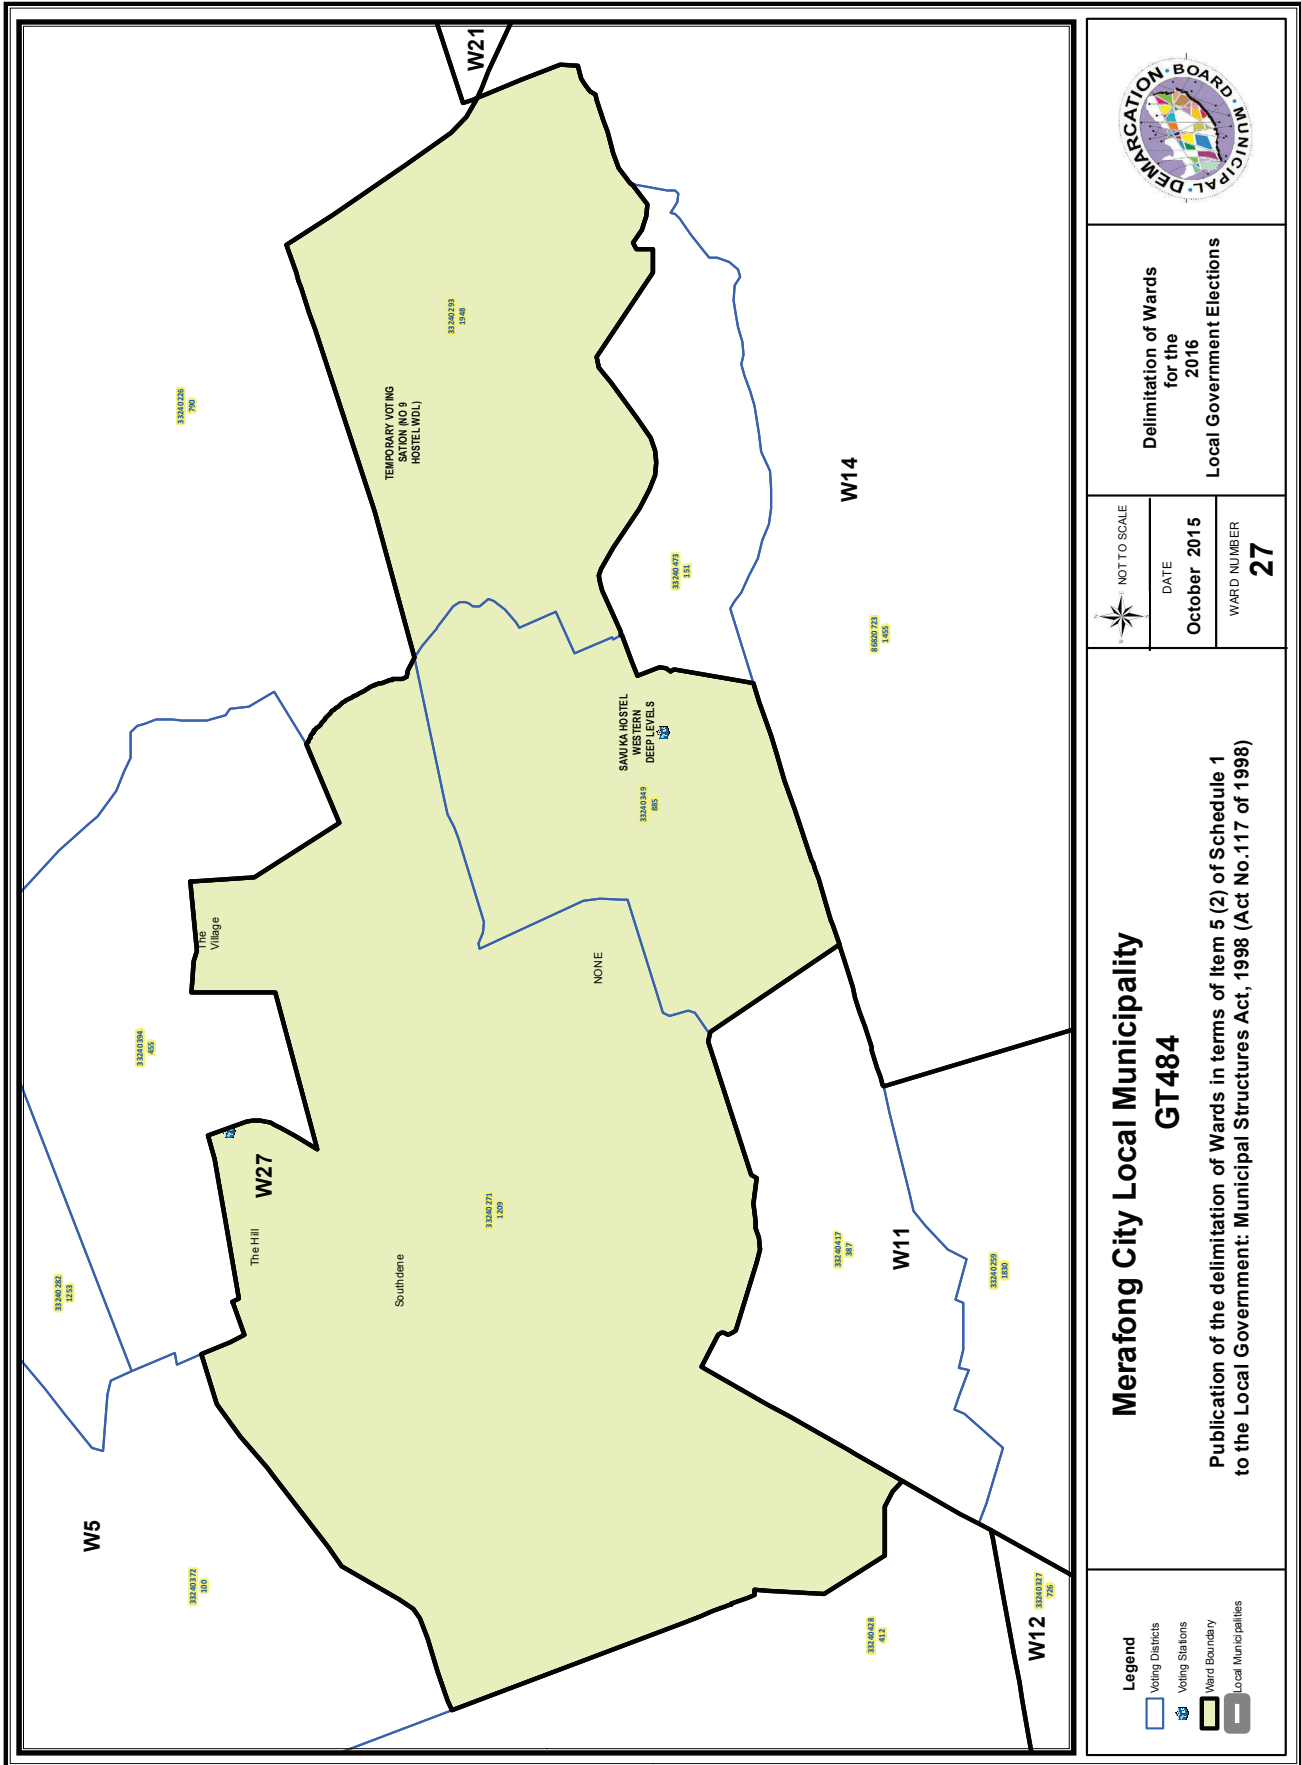 W5
W21
33240372
100
33240282
1253
33240394
455
33240226
790
The
Village
The Hill
W27
Southdene
33240271
1209
NONE
TEMPORARY VOTING
SATION (NO 9
HOSTEL WDL)
33240293
1948
SAVUKA HOSTEL
WESTERN
DEEP LEVELS
33240349
885
33240473
151
W14
86820723
1455
33240417
387
W11
33240259
1830
33240428
412
W12
33240327
726
Legend
Voting Districts
Voting Stations
Ward Boundary
Local Municipalities
Merafong City Local Municipality
GT484
Publication of the delimitation of Wards in terms of Item 5 (2) of Schedule 1
to the Local Government: Municipal Structures Act, 1998 (Act No.117 of 1998)
N
W
E
S
NOT TO SCALE
DATE
October 2015
WARD NUMBER
27
Delimitation of Wards
for the
2016
Local Government Elections
MUNICIPAL • DEMARCATION • BOARD •